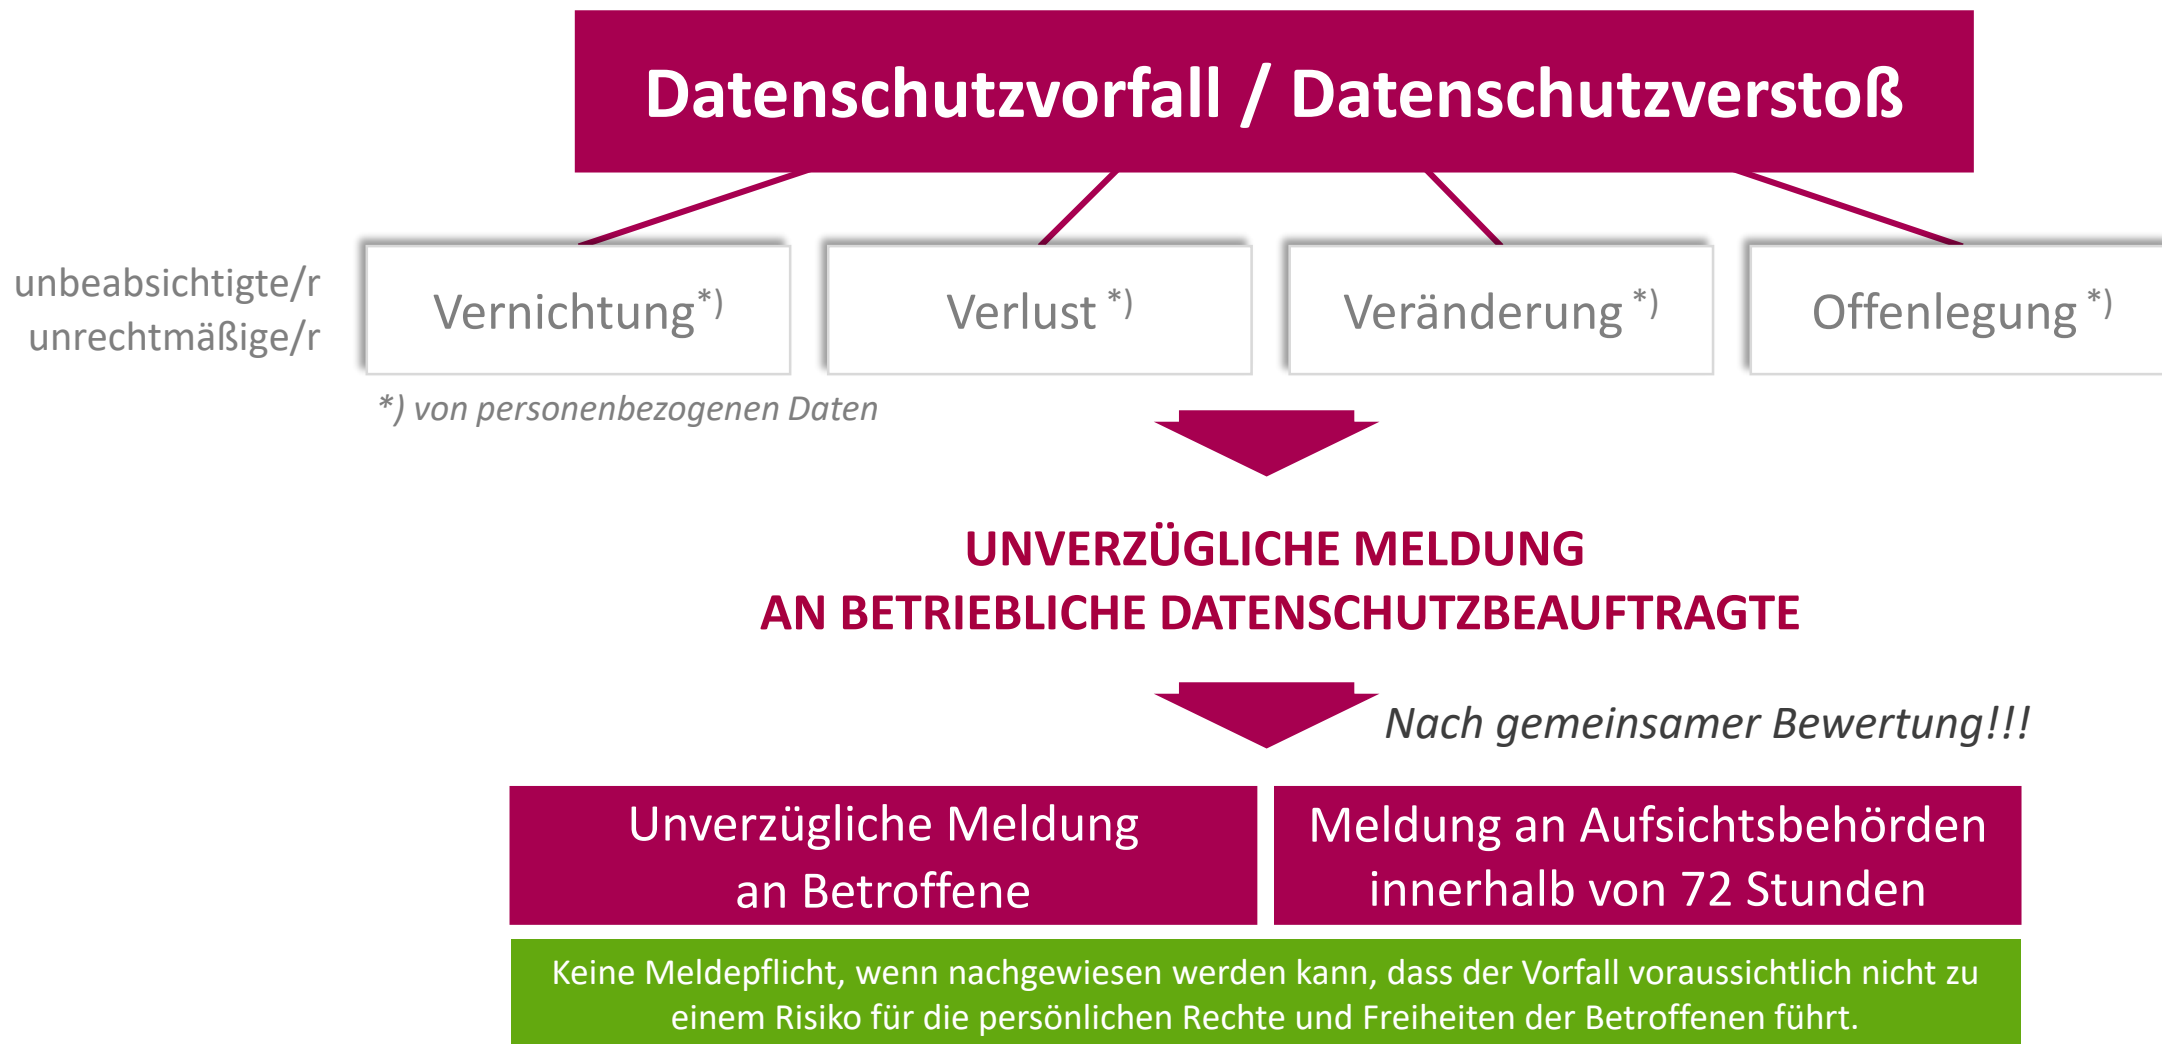 Datenschutzvorfall / Datenschutzverstoß
unbeabsichtigte/r
unrechtmäßige/r
Vernichtung*)
Verlust *)
Veränderung *)
Offenlegung *)
*) von personenbezogenen Daten
UNVERZÜGLICHE MELDUNG
AN BETRIEBLICHE DATENSCHUTZBEAUFTRAGTE
Nach gemeinsamer Bewertung!!!
Unverzügliche Meldung
an Betroffene
Meldung an Aufsichtsbehörden
innerhalb von 72 Stunden
Keine Meldepflicht, wenn nachgewiesen werden kann, dass der Vorfall voraussichtlich nicht zu
einem Risiko für die persönlichen Rechte und Freiheiten der Betroffenen führt.